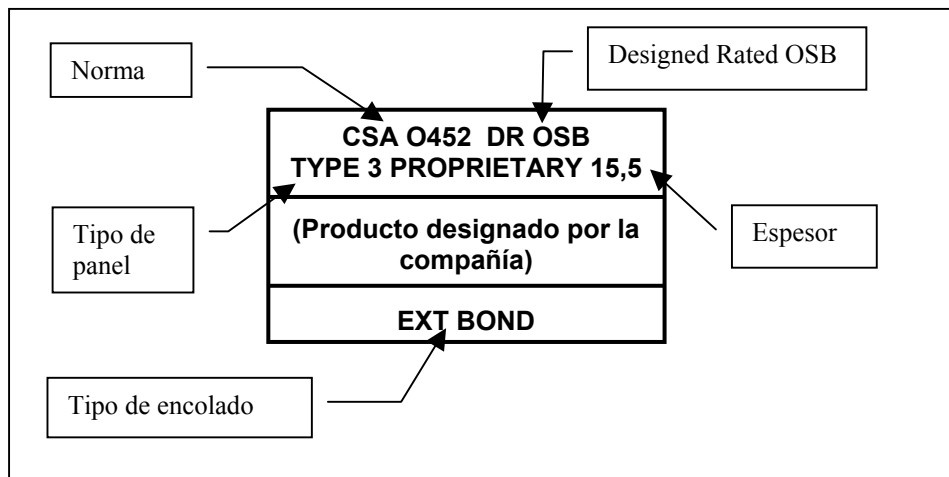 Norma
Designed Rated OSB
CSA O452 DR OSB
TYPE 3 PROPRIETARY 15,5
Tipo de
panel
(Producto designado por la
compañía)
Espesor
EXT BOND
Tipo de encolado